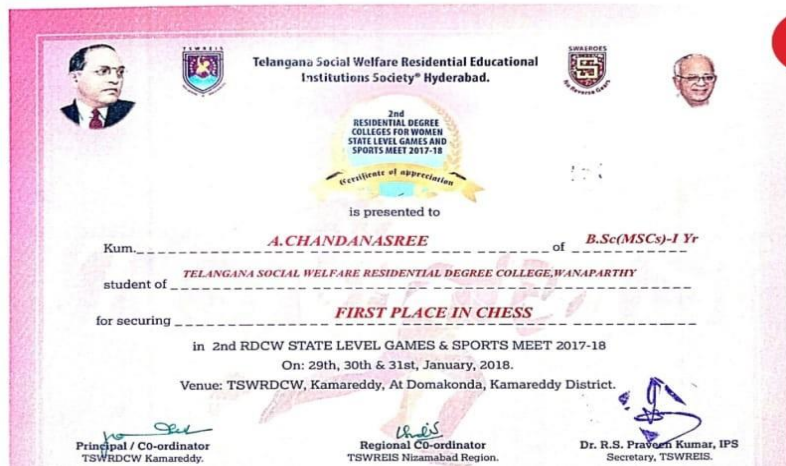 TSWREIS
Telangana Social Welfare Residential Educational
Institutions Society® Hyderabad.
SWAEROES
No Reverse Gears
2nd
RESIDENTIAL DEGREE
COLLEGES FOR WOMEN
STATE LEVEL GAMES AND
SPORTS MEET 2017-18
Certificate of appreciation
is presented to
Kum. A.CHANDANASREE of B.Sc(MSCs)-I Yr
student of TELANGANA SOCIAL WELFARE RESIDENTIAL DEGREE COLLEGE,WANAPARTHY
for securing FIRST PLACE IN CHESS
in 2nd RDCW STATE LEVEL GAMES & SPORTS MEET 2017-18
On: 29th, 30th & 31st, January, 2018.
Venue: TSWRDCW, Kamareddy, At Domakonda, Kamareddy District.
Principal / C0-ordinator
TSWRDCW Kamareddy.
Regional C0-ordinator
TSWREIS Nizamabad Region.
Dr. R.S. Praveen Kumar, IPS
Secretary, TSWREIS.